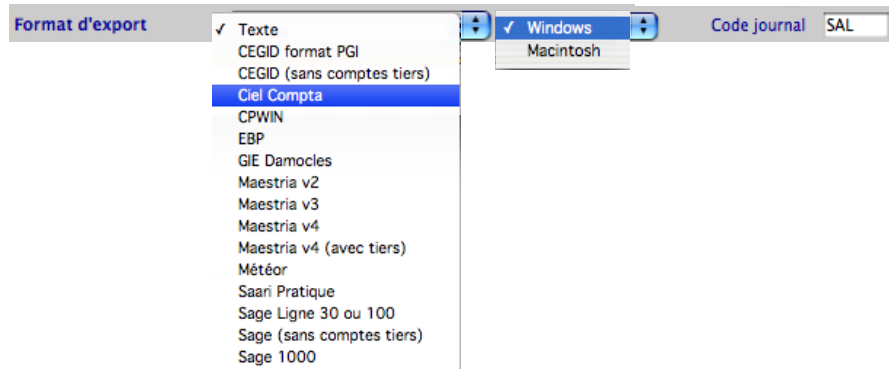 Format d'export
✓ Texte
CEGID format PGI
CEGID (sans comptes tiers)
Ciel Compta
CPWIN
EBP
GIE Damocles
Maestria v2
Maestria v3
Maestria v4
Maestria v4 (avec tiers)
Météor
Saari Pratique
Sage Ligne 30 ou 100
Sage (sans comptes tiers)
Sage 1000
✓ Windows
Macintosh
Code journal SAL